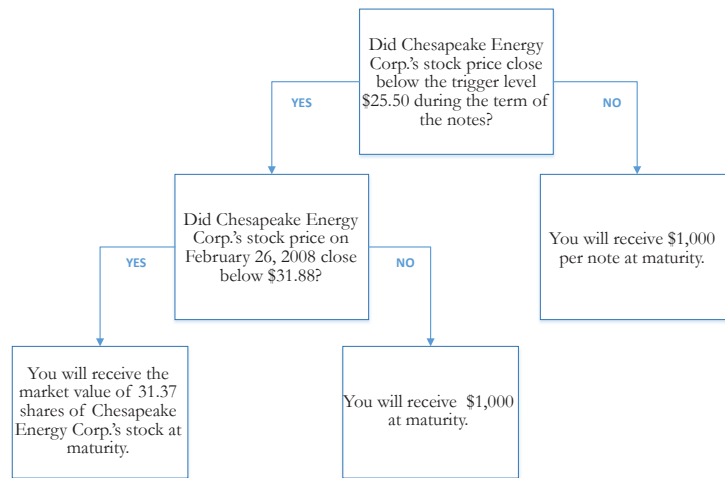 Did Chesapeake Energy
Corp.'s stock price close
below the trigger level
$25.50 during the term of
the notes?
YES
NO
Did Chesapeake Energy
Corp.'s stock price on
February 26, 2008 close
below $31.88?
You will receive $1,000
per note at maturity.
YES
NO
You will receive the
market value of 31.37
shares of Chesapeake
Energy Corp.'s stock at
maturity.
You will receive $1,000
at maturity.